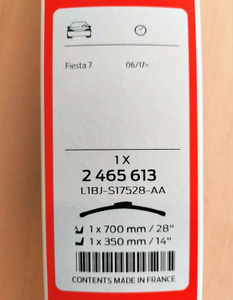 Fiesta 7 06/17>
1 X
2 465 613
L1BJ-S17528-AA
1 x 700 mm / 28"
1 x 350 mm / 14"
CONTENTS MADE IN FRANCE